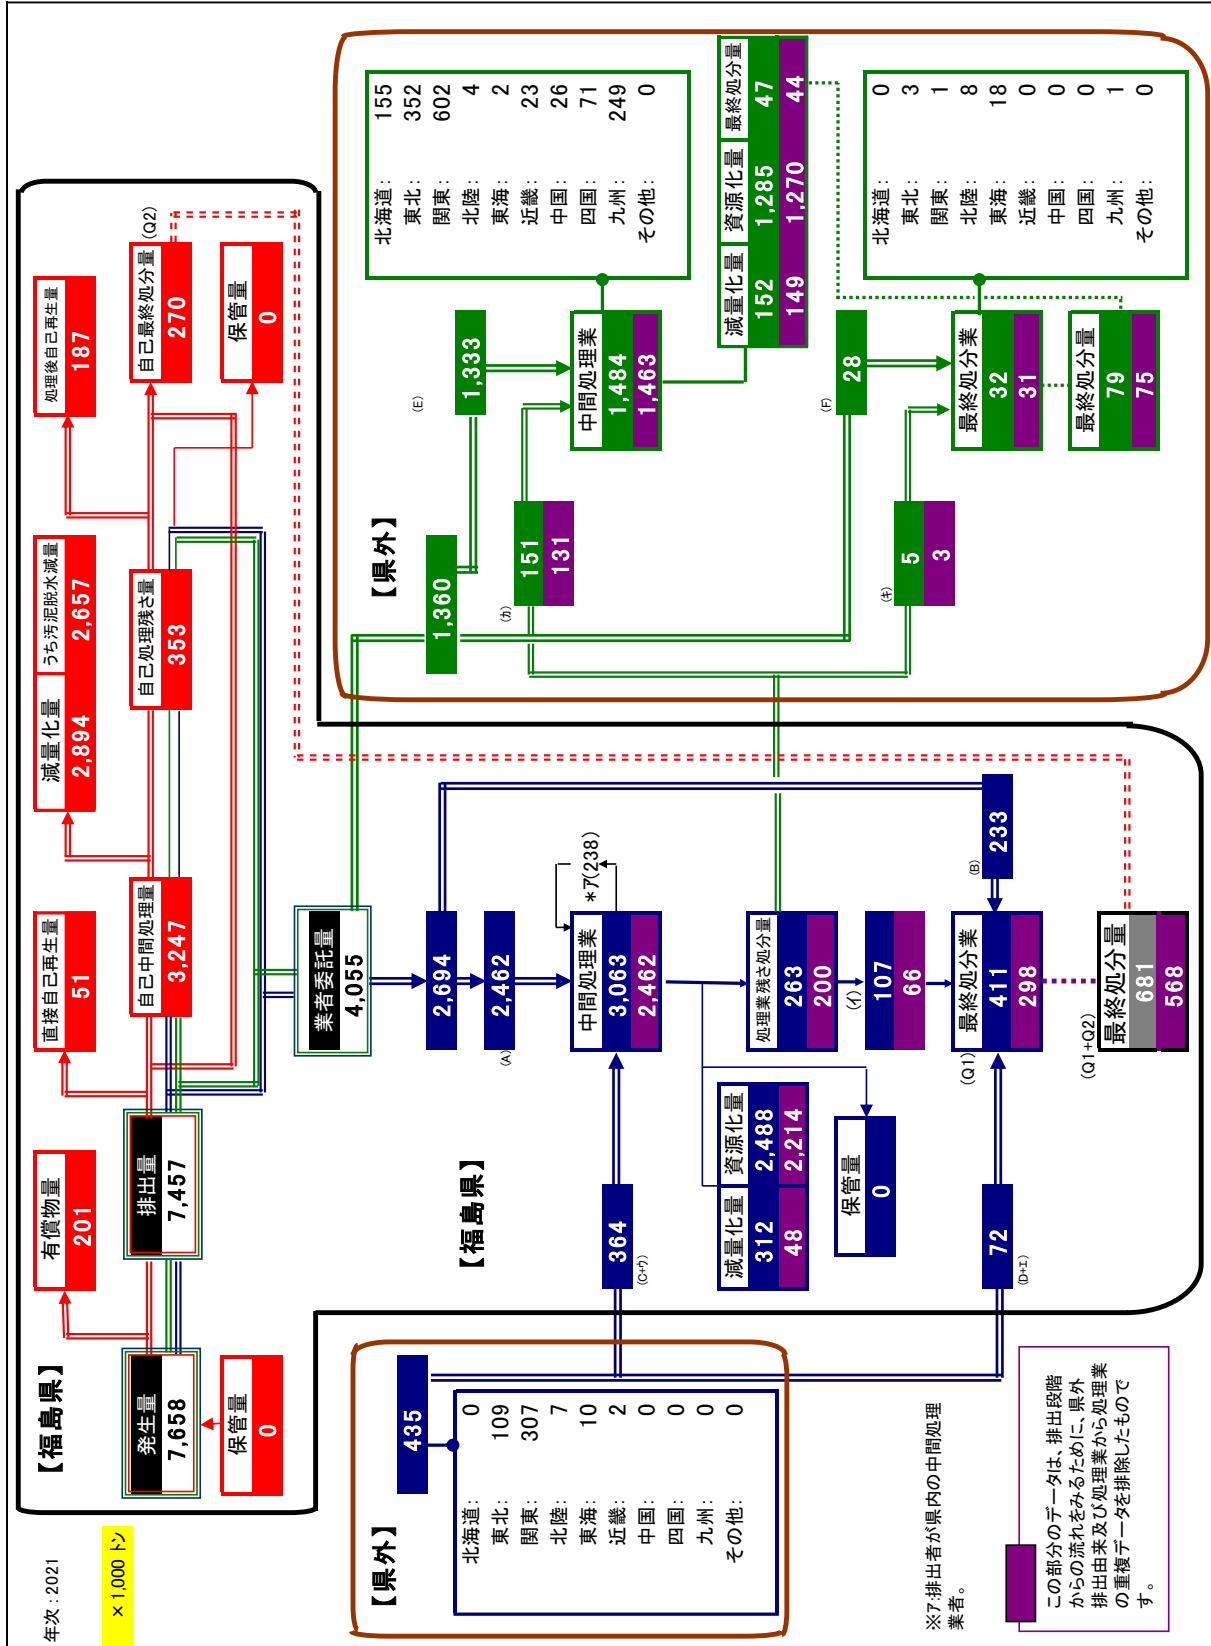 年次 : 2021
×1,000 トン
【福島県】
発生量
7,658
保管量
0
有償物量
201
排出量
7,457
直接自己再生量
51
自己中間処理量
3,247
減量化量
うち汚泥脱水減量
2,894
2,657
自己処理残さ量
353
処理後自己再生量
187
自己最終処分量
270
(Q2)
保管量
0
【県外】
435
北海道:
0
東北:
109
関東:
307
北陸:
7
東海:
10
近畿:
2
中国:
0
四国:
0
九州:
0
その他:
0
【福島県】
業者委託量
4,055
2,694
2,462
(A)
364
(C+ウ)
中間処理業
3,063
2,462
*ア(238)
減量化量
資源化量
312
2,488
48
2,214
保管量
0
処理業残さ処分量
263
200
(イ)
107
66
72
(D+エ)
(Q1)
最終処分業
411
298
(B)
233
(Q1+Q2)
最終処分量
681
568
【県外】
1,360
(E)
1,333
(カ)
151
131
中間処理業
1,484
1,463
北海道:
155
東北:
352
関東:
602
北陸:
4
東海:
2
近畿:
23
中国:
26
四国:
71
九州:
249
その他:
0
減量化量
資源化量
最終処分量
152
1,285
47
149
1,270
44
(F)
28
(キ)
5
3
最終処分業
32
31
北海道:
0
東北:
3
関東:
1
北陸:
8
東海:
18
近畿:
0
中国:
0
四国:
0
九州:
1
その他:
0
最終処分量
79
75
※ア:排出者が県内の中間処理
業者。
この部分のデータは、排出段階
からの流れをみるために、県外
排出由来及び処理業から処理業
の重複データを排除したもので
す。